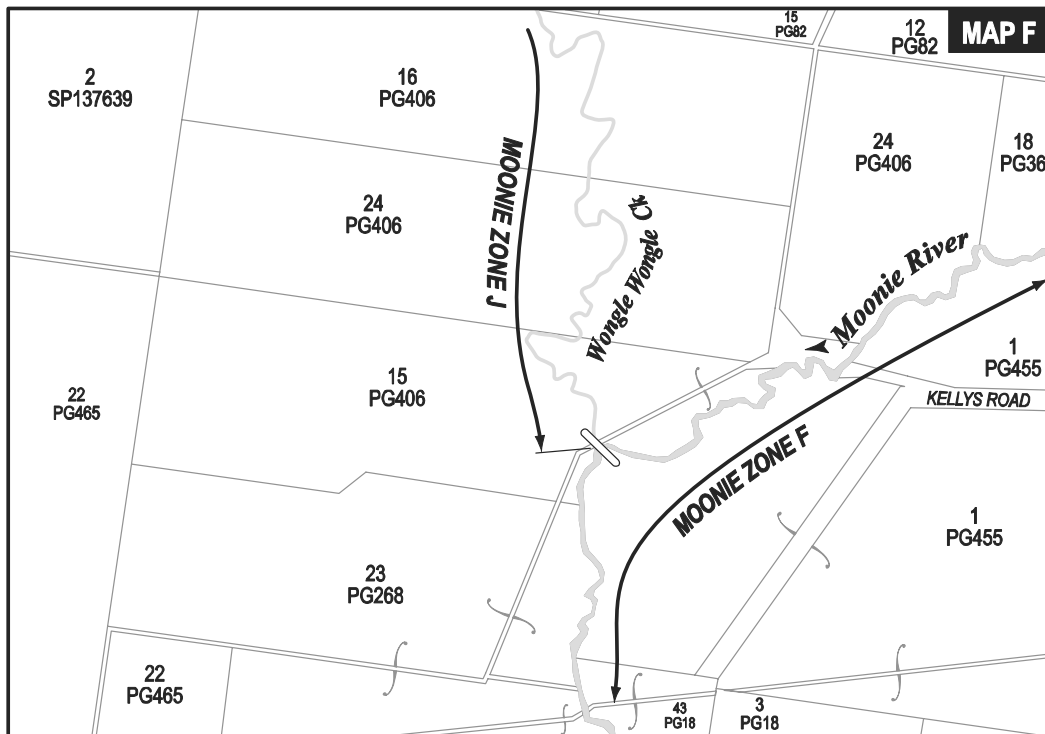 MAP F
15
PG82
12
PG82
2
SP137639
16
PG406
24
PG406
18
PG36
MOONIE ZONE J
24
PG406
Wongle Wongle Ck
Moonie River
1
PG455
KELLYS ROAD
22
PG465
15
PG406
MOONIE ZONE F
1
PG455
23
PG268
22
PG465
43
PG18
3
PG18